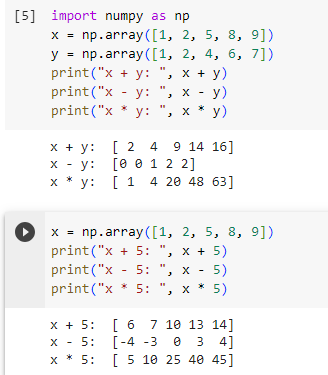 [5] import numpy as np
x = np.array([1, 2, 5, 8, 9])
y = np.array([1, 2, 4, 6, 7])
print("x + y: ", x + y)
print("x - y: ", x - y)
print("x * y: ", x * y)
x + y:  [ 2  4  9 14 16]
x - y:  [0 0 1 2 2]
x * y:  [ 1  4 20 48 63]
x = np.array([1, 2, 5, 8, 9])
print("x + 5: ", x + 5)
print("x - 5: ", x - 5)
print("x * 5: ", x * 5)
x + 5:  [ 6  7 10 13 14]
x - 5:  [-4 -3  0  3  4]
x * 5:  [ 5 10 25 40 45]